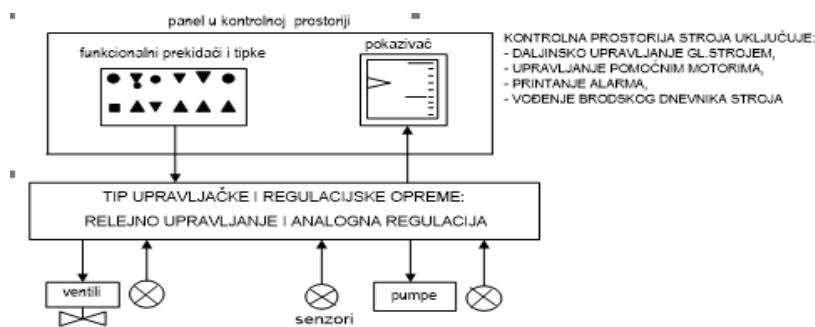 panel u kontrolnoj prostoriji
funkcionalni prekidači i tipke
pokazivač
KONTROLNA PROSTORIJA STROJA UKLJUČUJE:
- DALJINSKO UPRAVLJANJE GL.STROJEM,
- UPRAVLJANJE POMOĆNIM MOTORIMA,
- PRINTANJE ALARMA,
- VOĐENJE BRODSKOG DNEVNIKA STROJA
TIP UPRAVLJAČKE I REGULACIJSKE OPREME:
RELEJNO UPRAVLJANJE I ANALOGNA REGULACIJA
ventili
senzori
pumpe